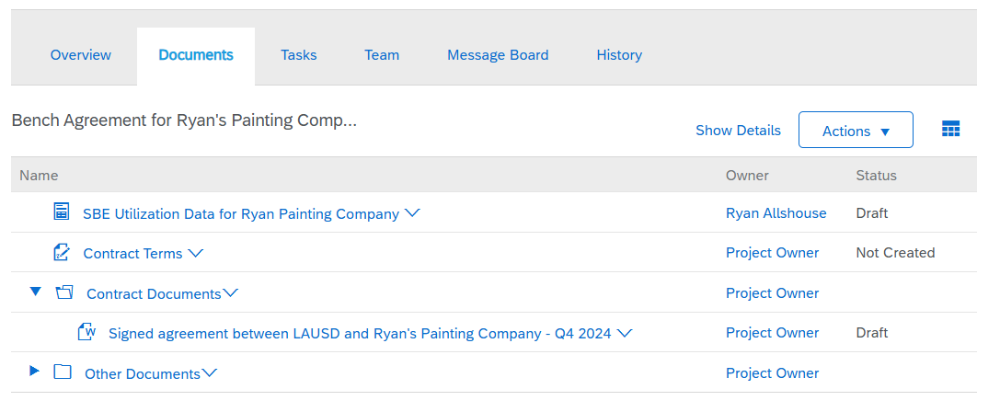 Overview Documents Tasks Team Message Board History
Bench Agreement for Ryan's Painting Comp...
Show Details Actions
Name Owner Status
SBE Utilization Data for Ryan Painting Company Ryan Allshouse Draft
Contract Terms Project Owner Not Created
Contract Documents Project Owner
Signed agreement between LAUSD and Ryan's Painting Company - Q4 2024 Project Owner Draft
Other Documents Project Owner